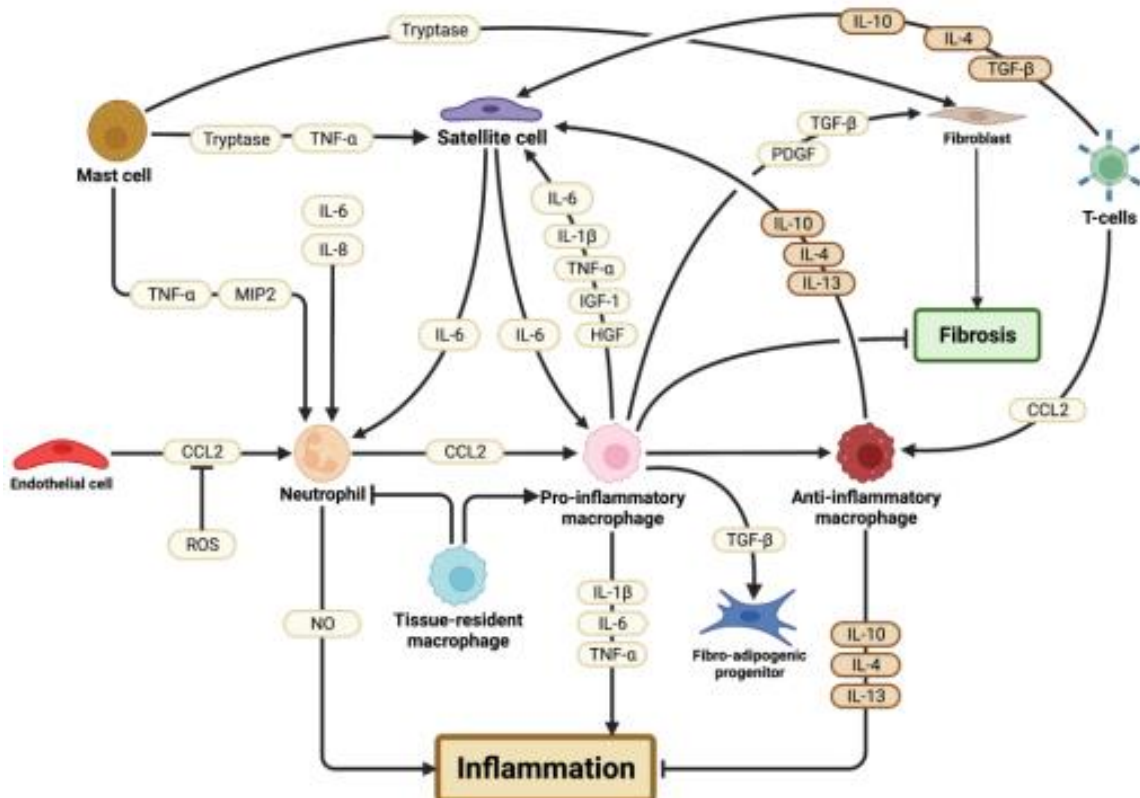 Tryptase
IL-10
IL-4
TGF-β
Mast cell
Tryptase
TNF-α
Satellite cell
TGF-β
PDGF
Fibroblast
T-cells
IL-6
IL-8
IL-6
IL-1β
TNF-α
IGF-1
HGF
IL-10
IL-4
IL-13
TNF-α
MIP2
IL-6
IL-6
Fibrosis
CCL2
Endothelial cell
CCL2
Neutrophil
CCL2
Pro-inflammatory
macrophage
Anti-inflammatory
macrophage
ROS
Tissue-resident
macrophage
TGF-β
Fibro-adipogenic
progenitor
NO
IL-1β
IL-6
TNF-α
IL-10
IL-4
IL-13
Inflammation